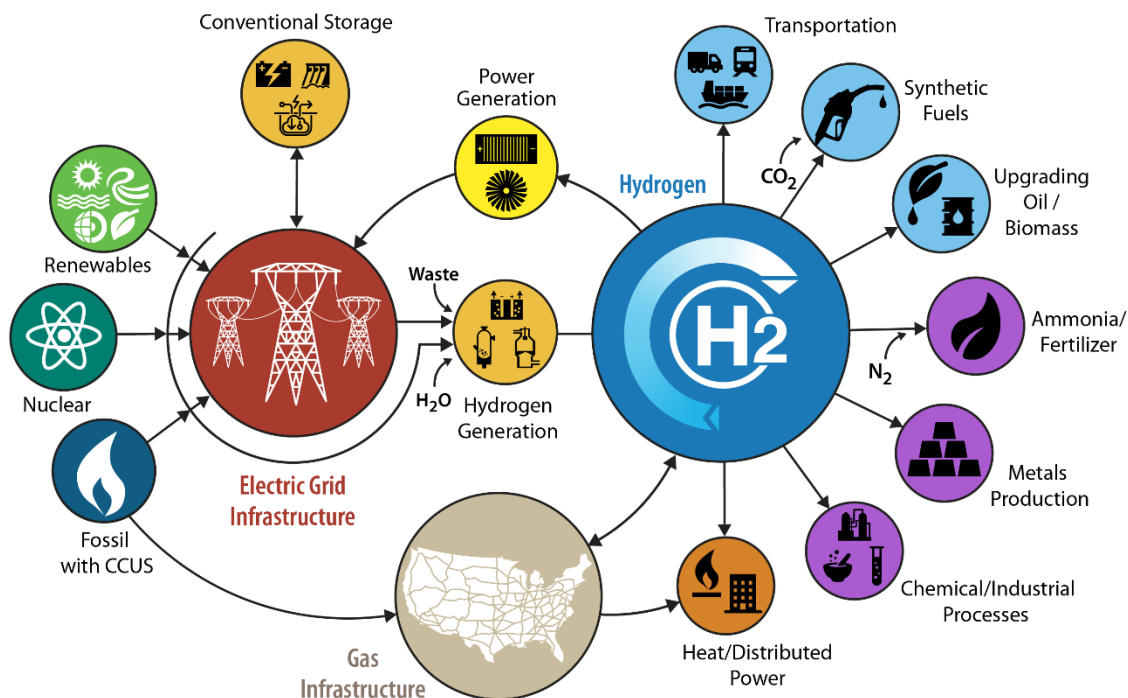 Conventional Storage
Transportation
Power
Generation
Synthetic
Fuels
CO₂
Hydrogen
Upgrading
Oil /
Biomass
Renewables
Waste
H2
Ammonia/
Fertilizer
N₂
Nuclear
H₂O
Hydrogen
Generation
Metals
Production
Electric Grid
Infrastructure
Fossil
with CCUS
Chemical/Industrial
Processes
Heat/Distributed
Power
Gas
Infrastructure